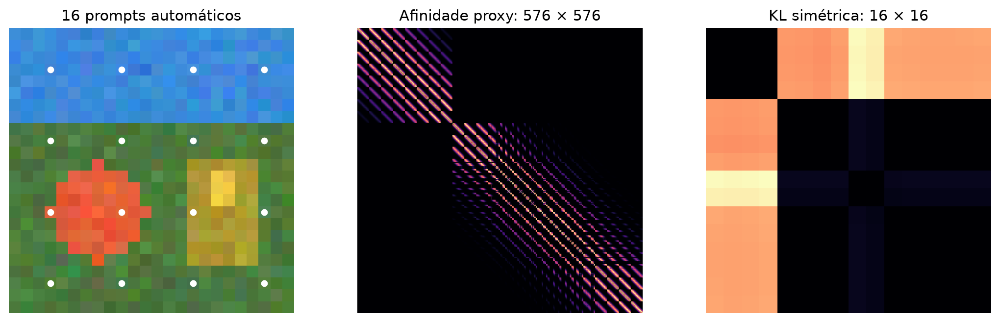 16 prompts automáticos
Afinidade proxy: 576 × 576
KL simétrica: 16 × 16